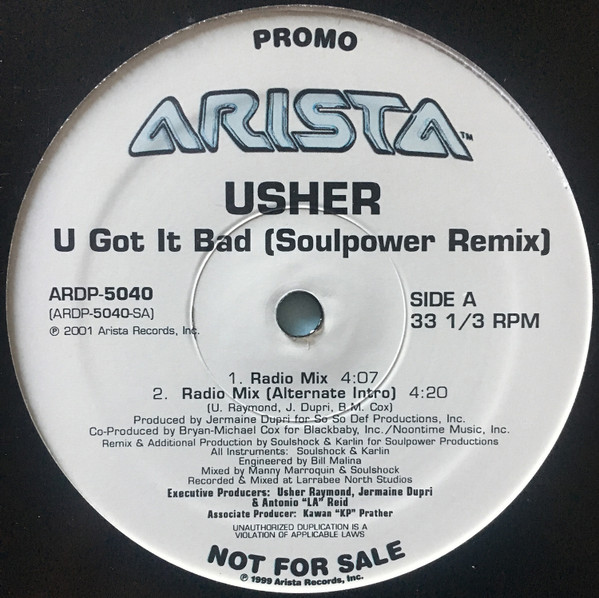 PROMO
ARISTA™
USHER
U Got It Bad (Soulpower Remix)
ARDP-5040
(ARDP-5040-SA)
℗ 2001 Arista Records, Inc.
SIDE A
33 1/3 RPM
1. Radio Mix 4:07
2. Radio Mix (Alternate Intro) 4:20
(U. Raymond, J. Dupri, B.M. Cox)
Produced by Jermaine Dupri for So So Def Productions, Inc.
Co-Produced by Bryan-Michael Cox for Blackbaby, Inc./Noontime Music, Inc.
Remix & Additional Production by Soulshock & Karlin for Soulpower Productions
All Instruments: Soulshock & Karlin
Engineered by Bill Malina
Mixed by Manny Marroquin & Soulshock
Recorded & Mixed at Larrabee North Studios
Executive Producers: Usher Raymond, Jermaine Dupri
& Antonio "LA" Reid
Associate Producer: Kawan "KP" Prather
UNAUTHORIZED DUPLICATION IS A
VIOLATION OF APPLICABLE LAWS
NOT FOR SALE
℗ 1999 Arista Records, Inc.